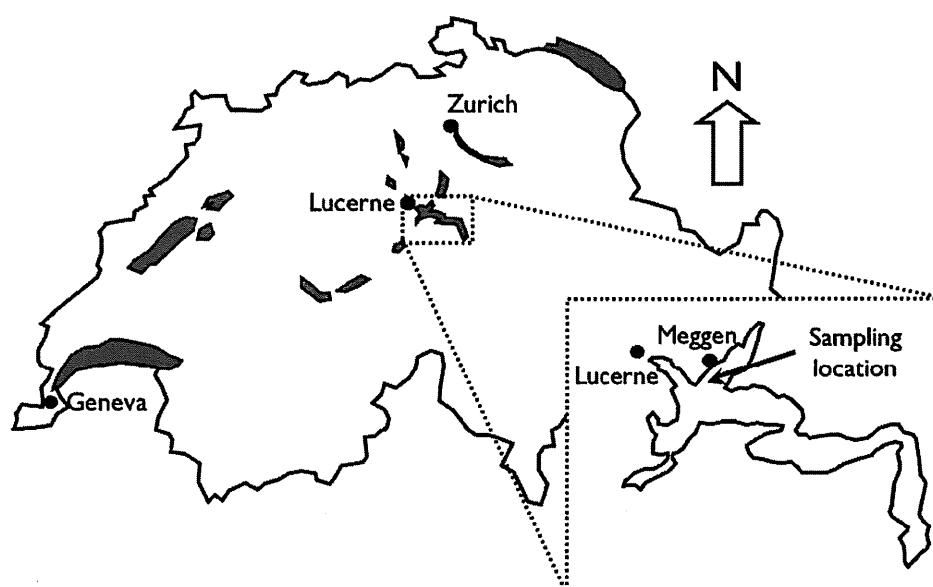 N
Zurich
Lucerne
Geneva
Meggen
Sampling
location
Lucerne